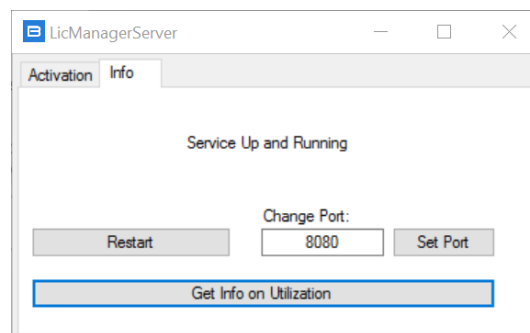 LicManagerServer
Activation Info
Service Up and Running
Change Port:
Restart 8080 Set Port
Get Info on Utilization